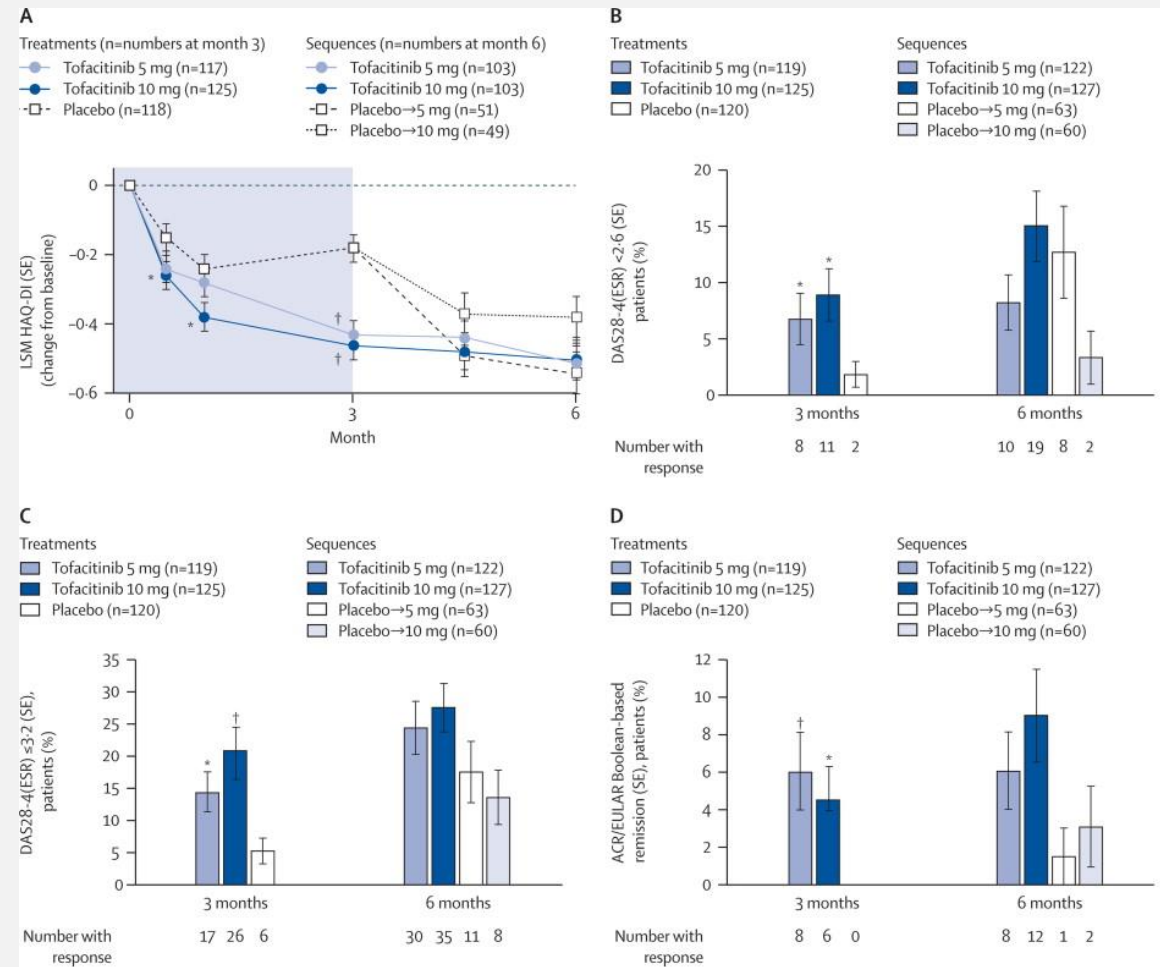 A
Treatments (n=numbers at month 3)
Tofacitinib 5 mg (n=117)
Tofacitinib 10 mg (n=125)
Placebo (n=118)
Sequences (n=numbers at month 6)
Tofacitinib 5 mg (n=103)
Tofacitinib 10 mg (n=103)
Placebo→5 mg (n=51)
Placebo→10 mg (n=49)
LSM HAQ-DI (SE)
(change from baseline)
0
−0·2
−0·4
−0·6
*
*
†
†
0 3 6
Month
B
Treatments
Tofacitinib 5 mg (n=119)
Tofacitinib 10 mg (n=125)
Placebo (n=120)
Sequences
Tofacitinib 5 mg (n=122)
Tofacitinib 10 mg (n=127)
Placebo→5 mg (n=63)
Placebo→10 mg (n=60)
DAS28-4(ESR) <2·6 (SE)
patients (%)
20
15
10
5
0
* *
3 months 6 months
Number with
response
8 11 2 10 19 8 2
C
Treatments
Tofacitinib 5 mg (n=119)
Tofacitinib 10 mg (n=125)
Placebo (n=120)
Sequences
Tofacitinib 5 mg (n=122)
Tofacitinib 10 mg (n=127)
Placebo→5 mg (n=63)
Placebo→10 mg (n=60)
DAS28-4(ESR) ≤3·2 (SE),
patients (%)
35
30
25
20
15
10
5
0
* †
3 months 6 months
Number with
response
17 26 6 30 35 11 8
D
Treatments
Tofacitinib 5 mg (n=119)
Tofacitinib 10 mg (n=125)
Placebo (n=120)
Sequences
Tofacitinib 5 mg (n=122)
Tofacitinib 10 mg (n=127)
Placebo→5 mg (n=63)
Placebo→10 mg (n=60)
ACR/EULAR Boolean-based
remission (SE), patients (%)
12
10
8
6
4
2
0
† *
3 months 6 months
Number with
response
8 6 0 8 12 1 2